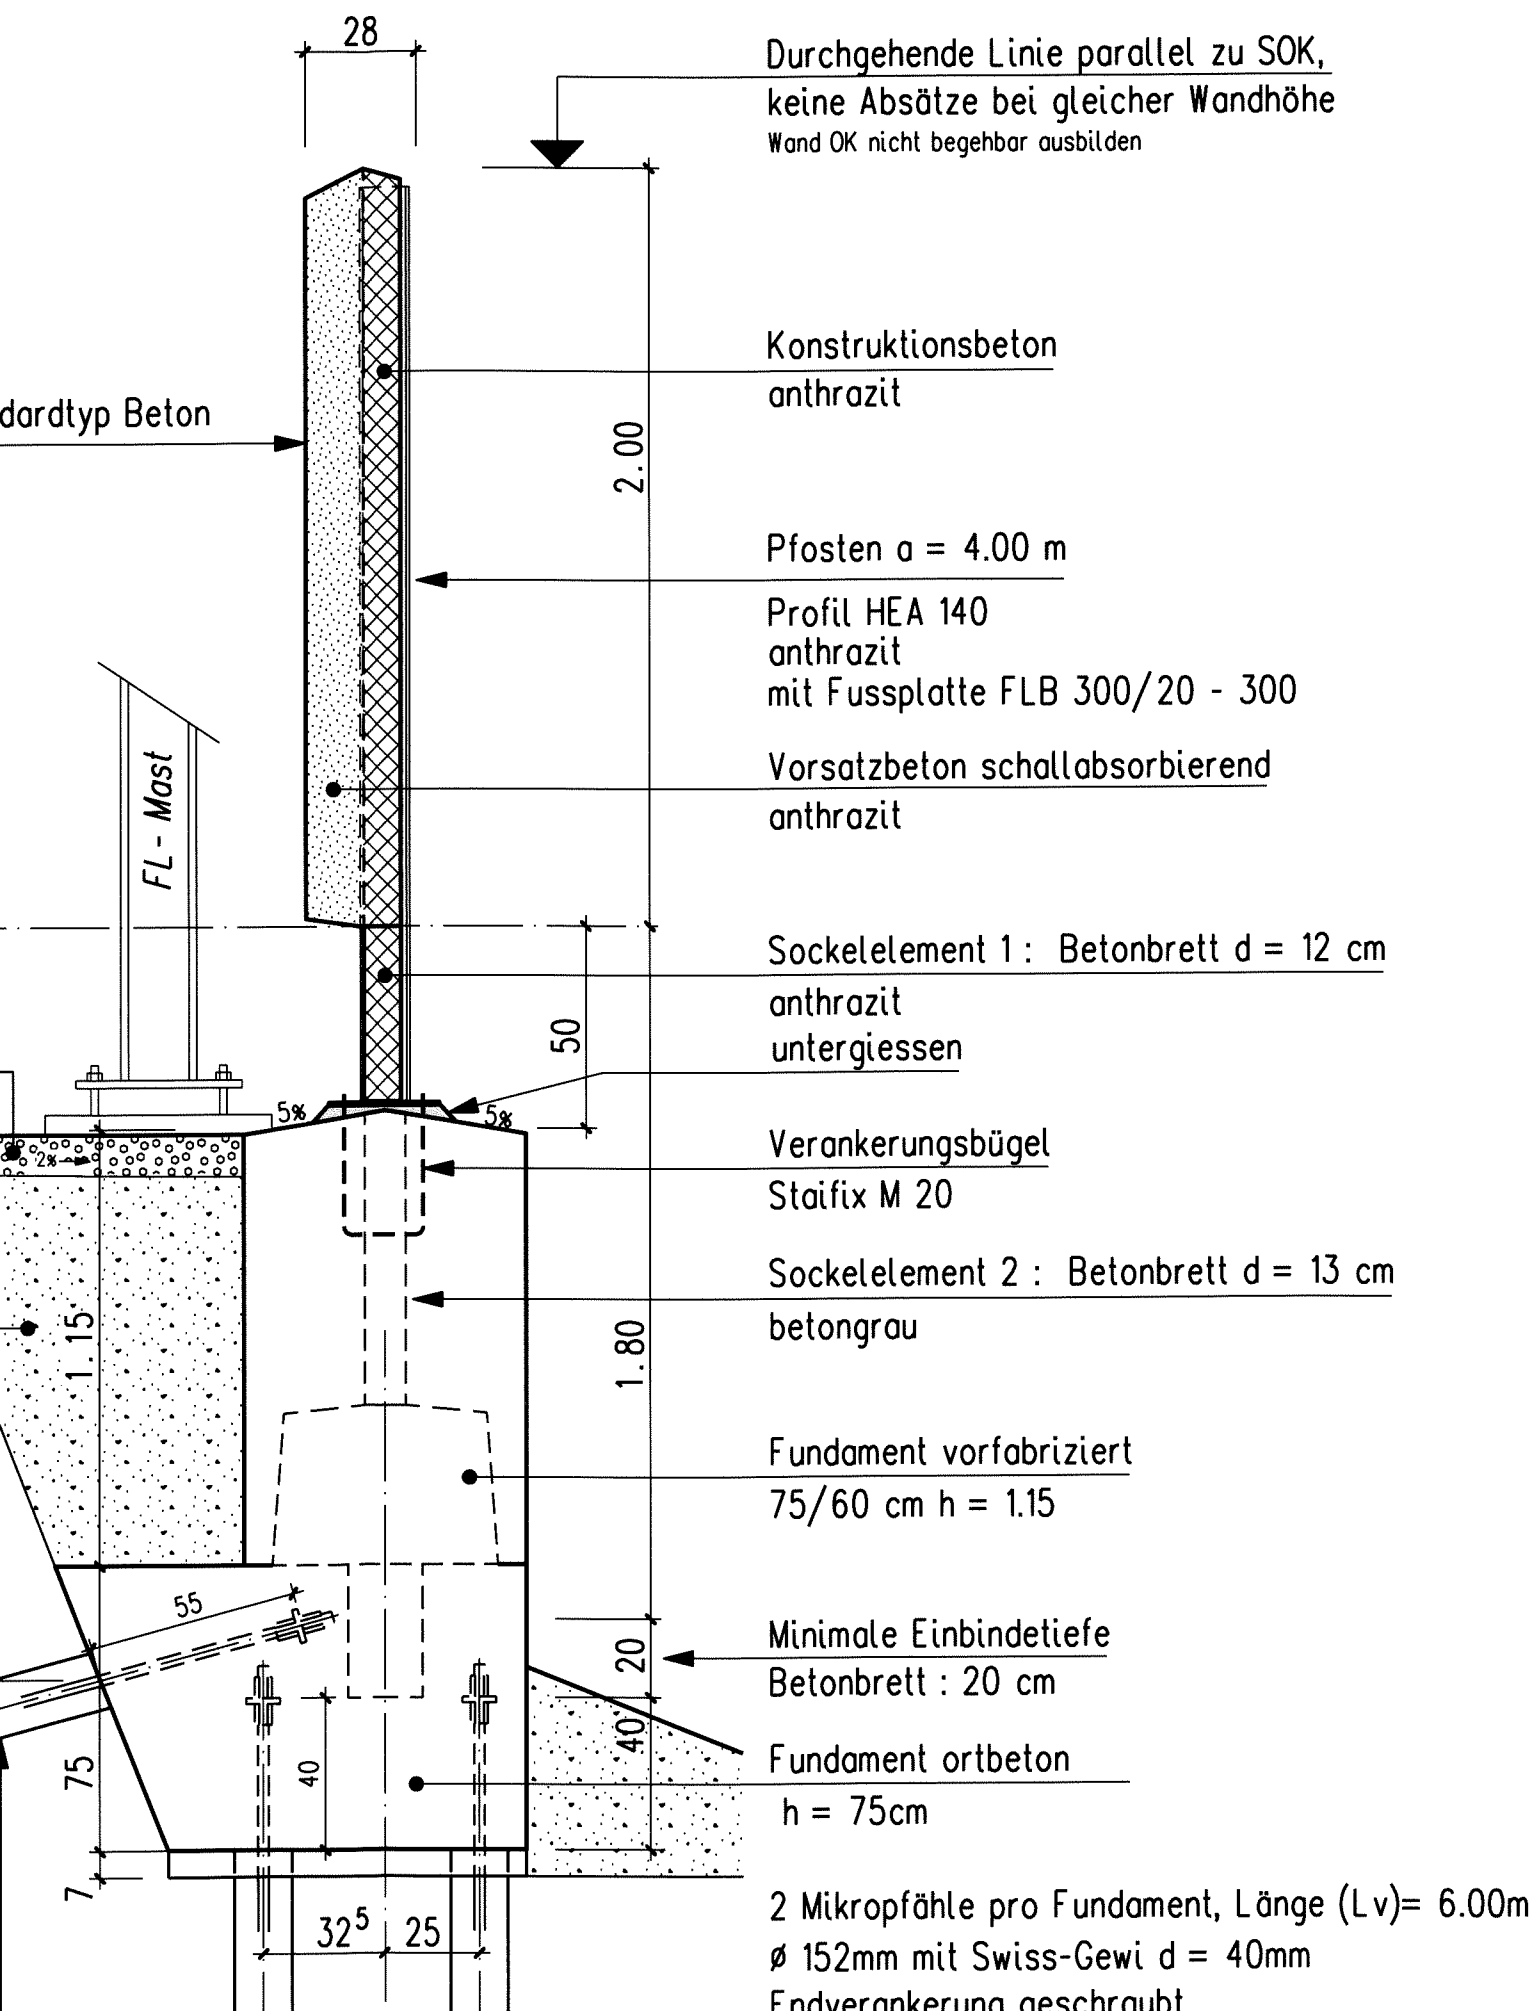 28
Durchgehende Linie parallel zu SOK,
keine Absätze bei gleicher Wandhöhe
Wand OK nicht begehbar ausbilden
Konstruktionsbeton
anthrazit
dardtyp Beton
2.00
Pfosten a = 4.00 m
Profil HEA 140
anthrazit
mit Fussplatte FLB 300/20 - 300
Vorsatzbeton schallabsorbierend
anthrazit
FL - Mast
Sockelelement 1 : Betonbrett d = 12 cm
anthrazit
untergiessen
50
5%
5%
2%
Verankerungsbügel
Staifix M 20
Sockelelement 2 : Betonbrett d = 13 cm
betongrau
1.15
1.80
Fundament vorfabriziert
75/60 cm h = 1.15
55
Minimale Einbindetiefe
Betonbrett : 20 cm
20
40
40
75
Fundament ortbeton
h = 75cm
7
32⁵
25
2 Mikropfähle pro Fundament, Länge (Lv)= 6.00m
ø 152mm mit Swiss-Gewi d = 40mm
Endverankerung geschraubt